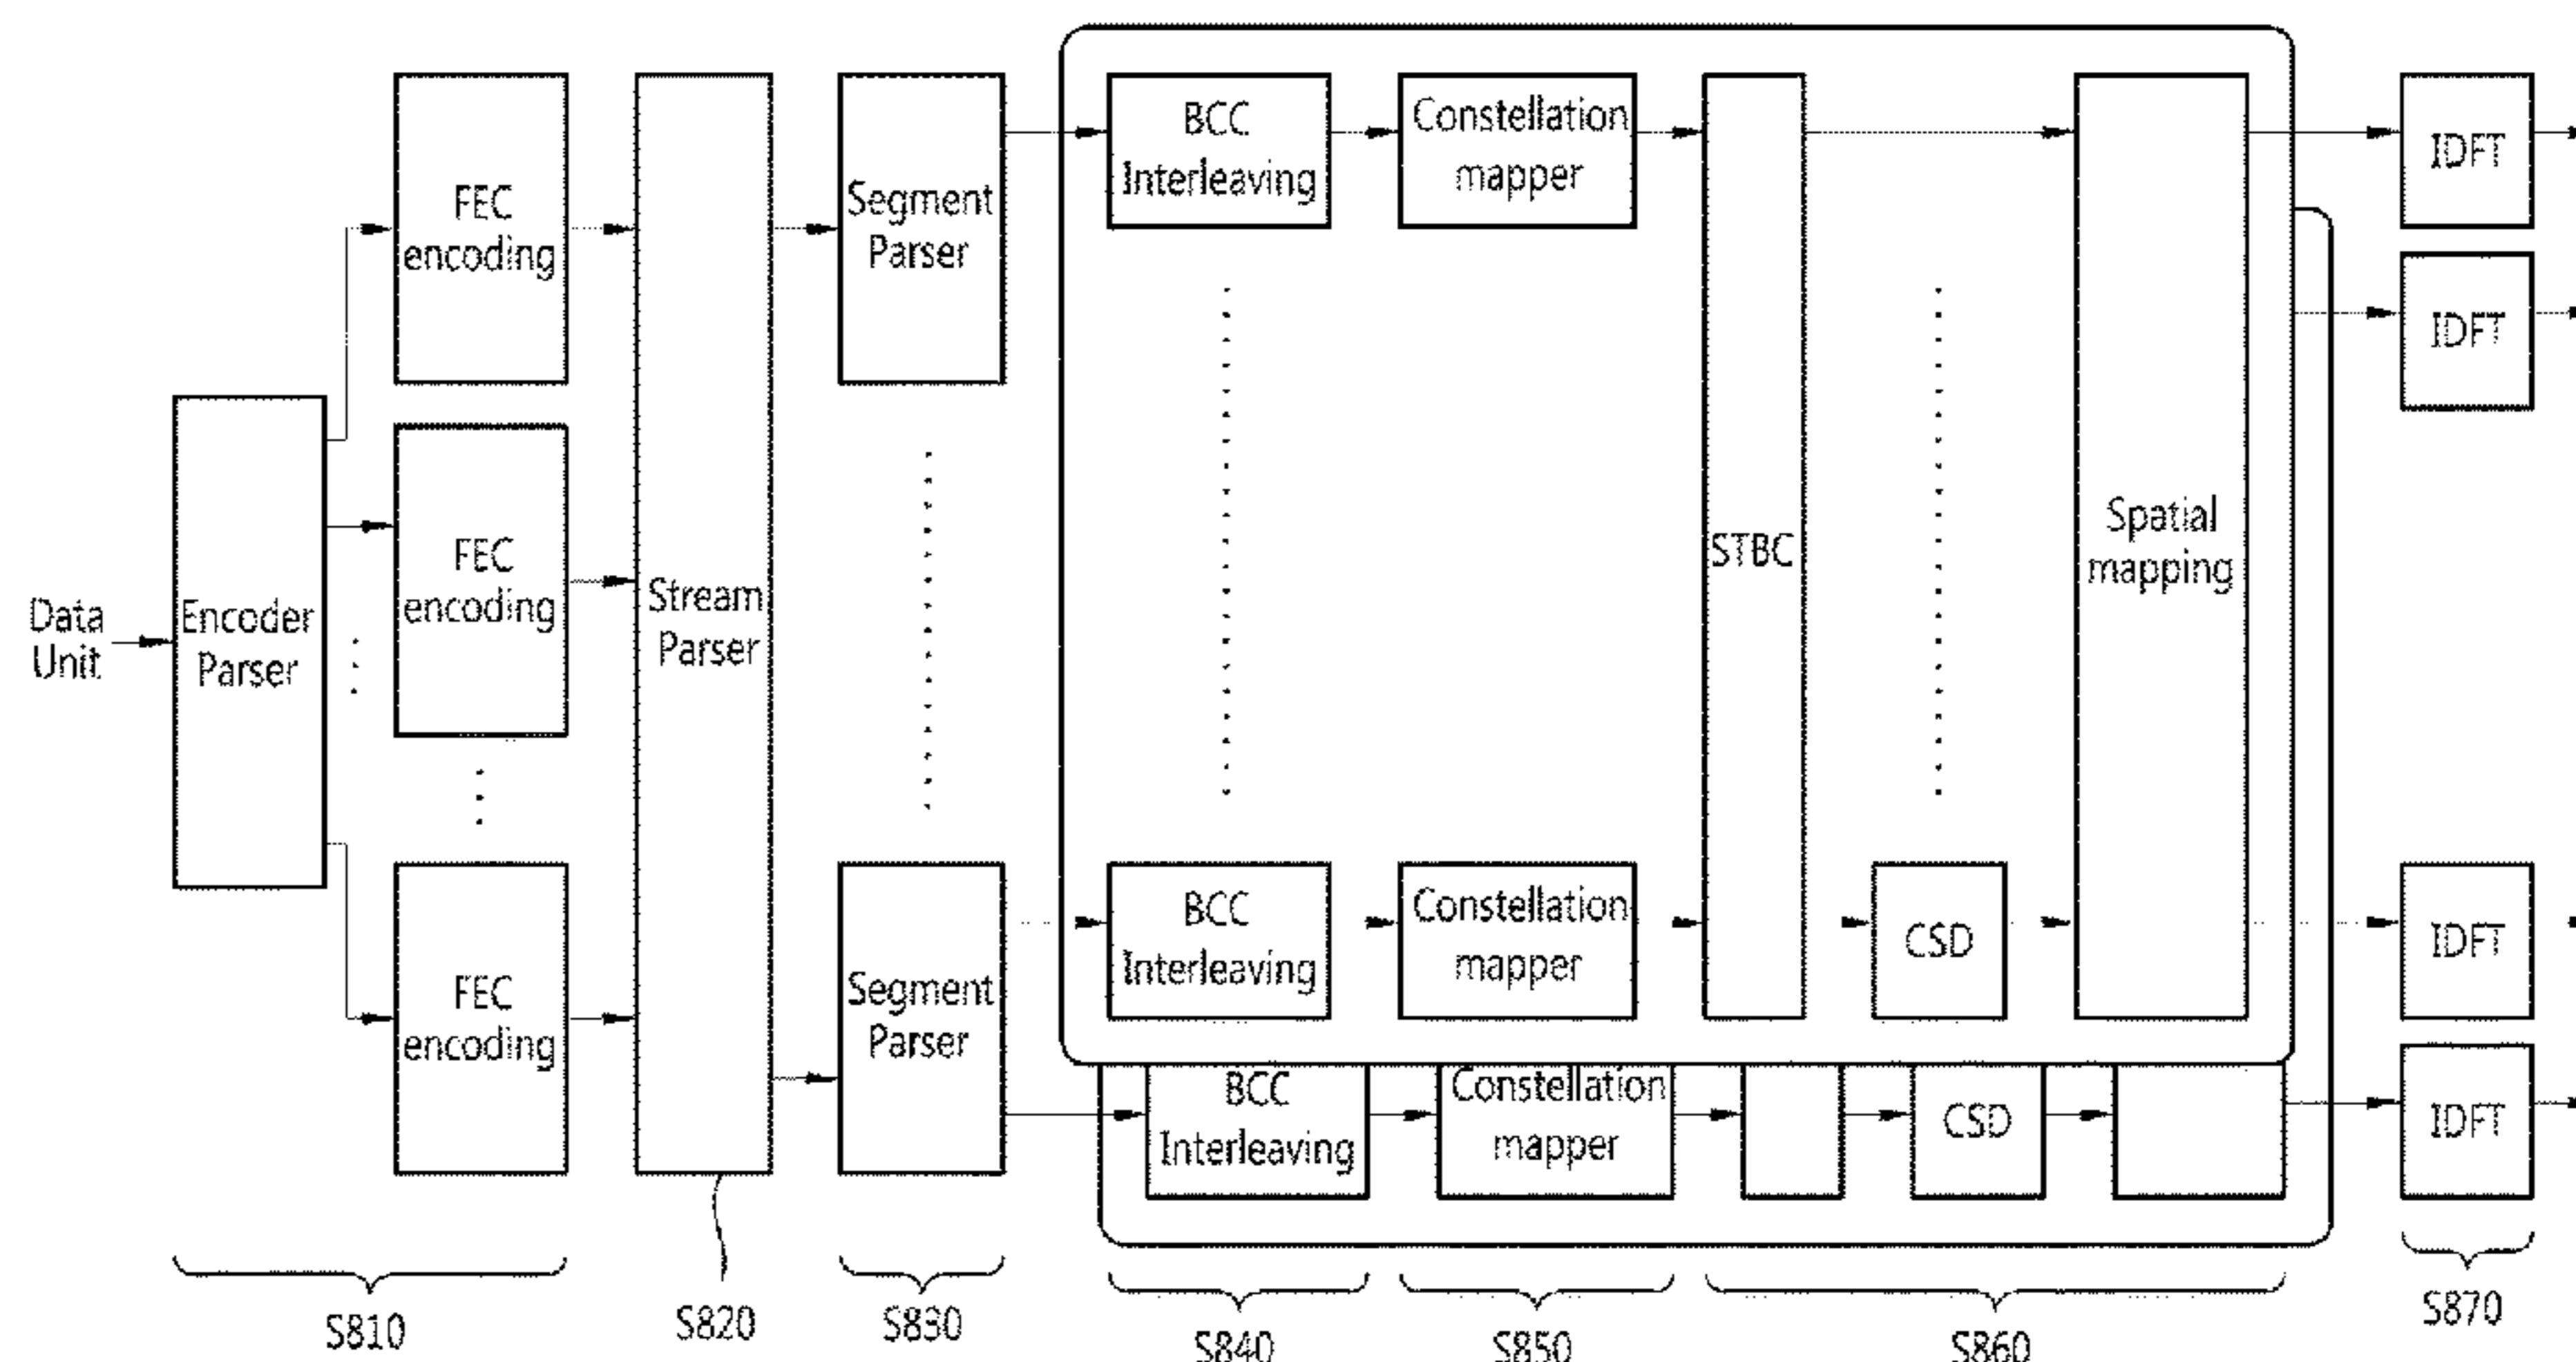 Data
Unit
Encoder
Parser
FEC
encoding
FEC
encoding
FEC
encoding
Stream
Parser
Segment
Parser
Segment
Parser
BCC
Interleaving
Constellation
mapper
STBC
Spatial
mapping
BCC
Interleaving
Constellation
mapper
CSD
BCC
Interleaving
Constellation
mapper
CSD
IDFT
IDFT
IDFT
IDFT
S810
S820
S830
S840
S850
S860
S870